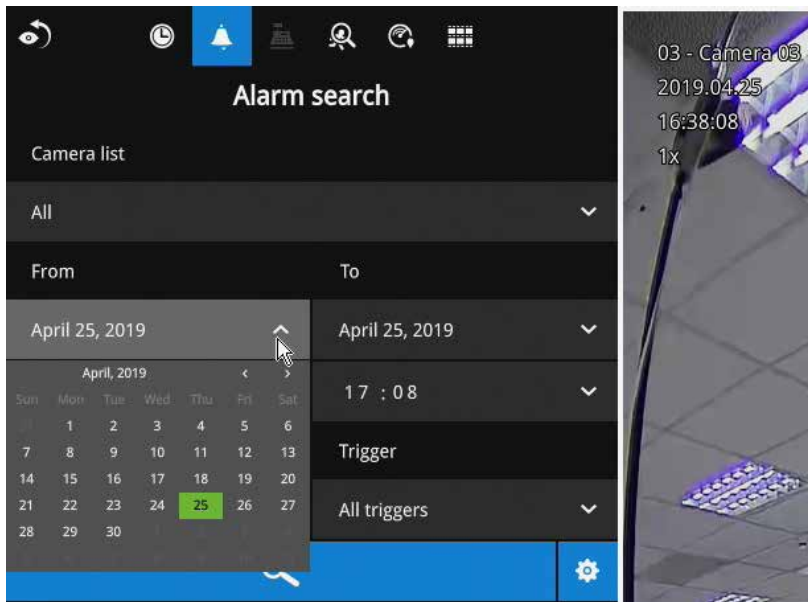 Alarm search
Camera list
All
From To
April 25, 2019 April 25, 2019
April, 2019 ‹ ›
17 : 08
Sun Mon Tue Wed Thu Fri Sat
1 2 3 4 5 6
7 8 9 10 11 12 13
Trigger
14 15 16 17 18 19 20
21 22 23 24 25 26 27
All triggers
28 29 30
03 - Camera 03
2019.04.25
16:38:08
1x